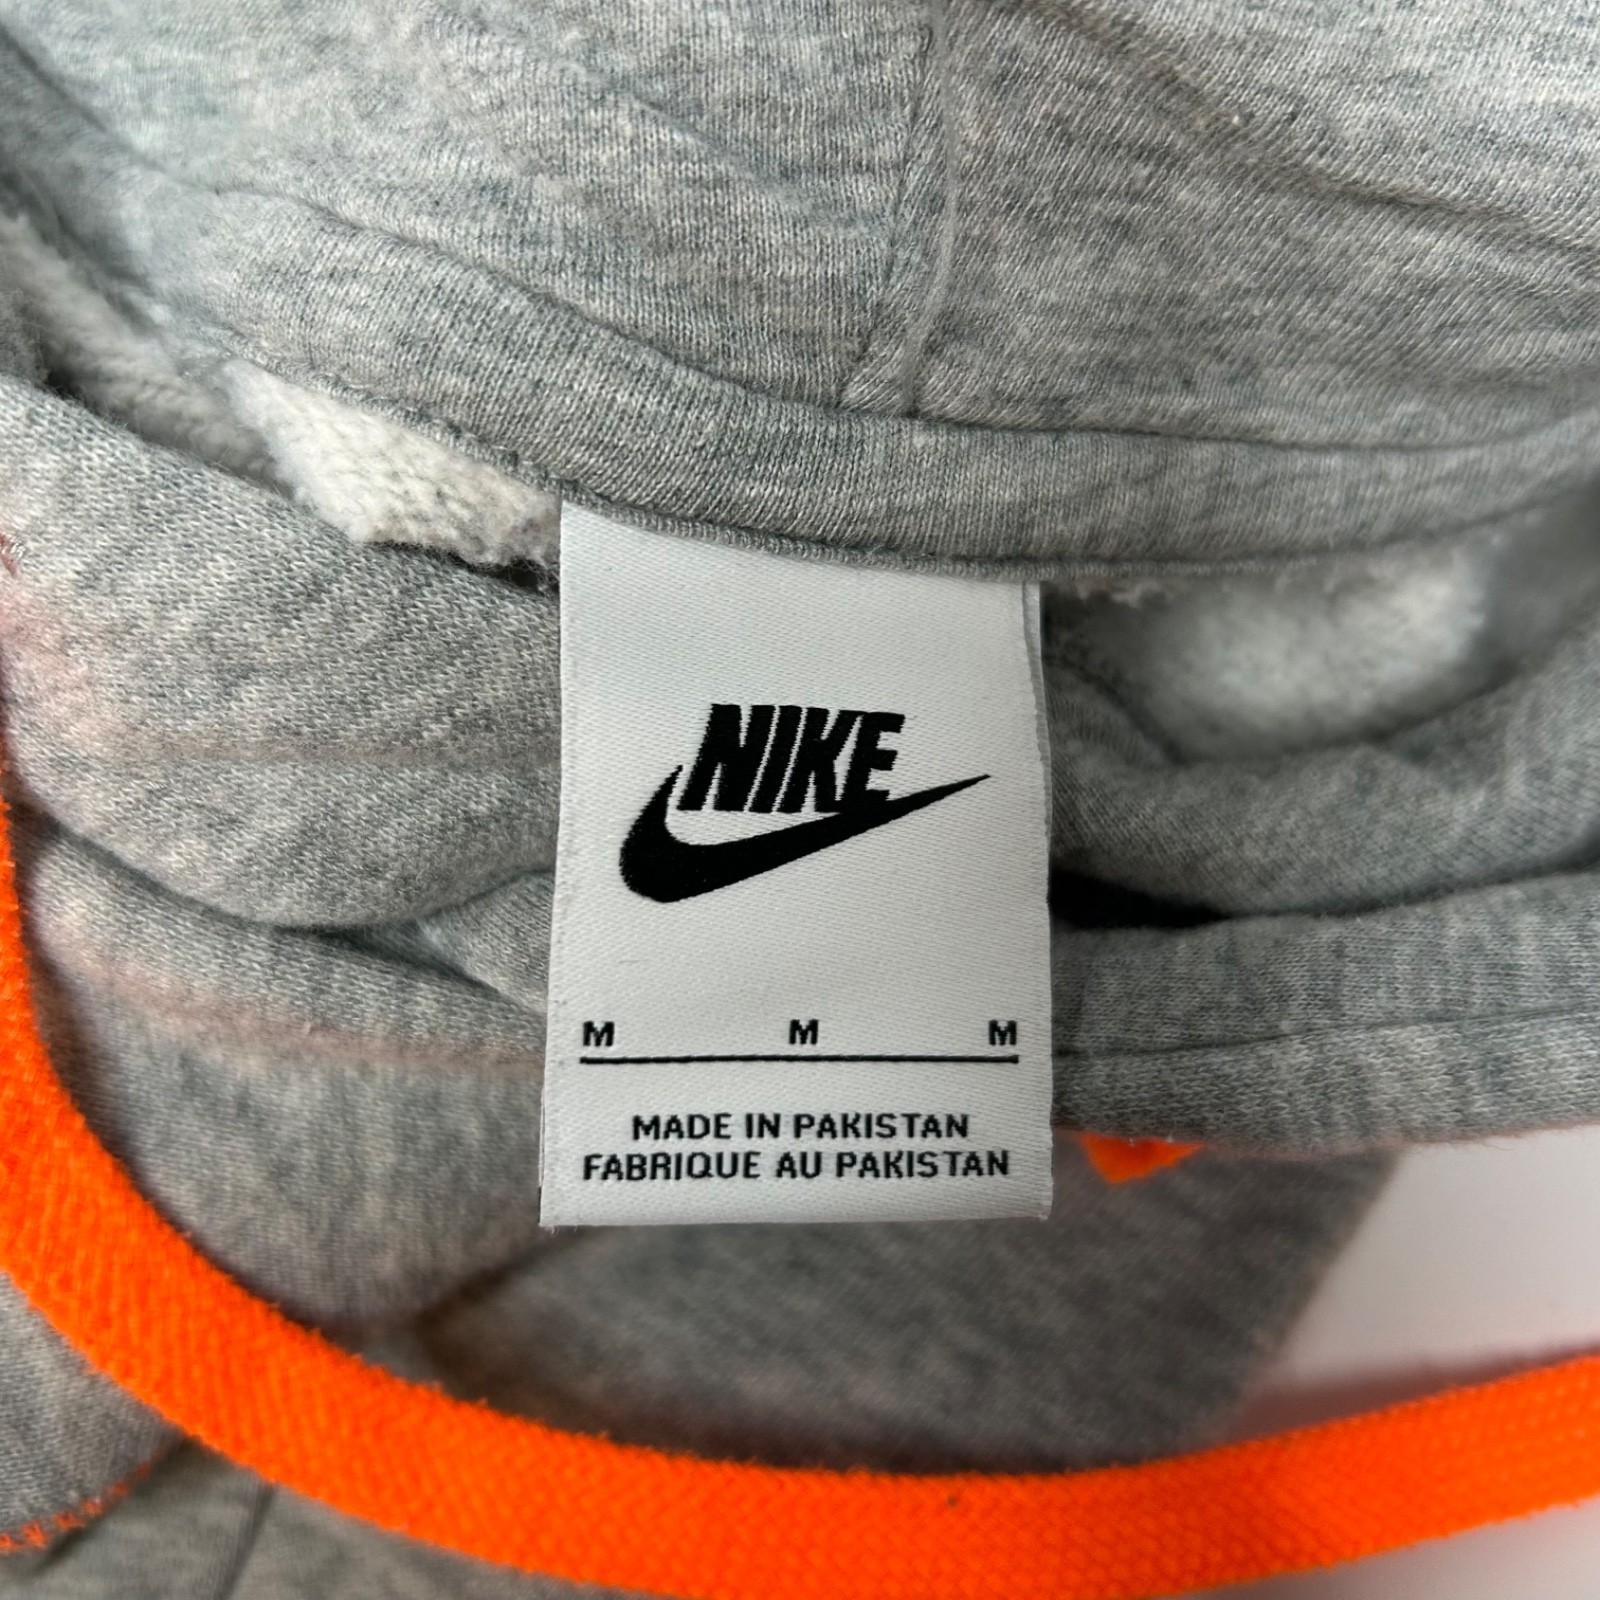 NIKE
M M M
MADE IN PAKISTAN
FABRIQUE AU PAKISTAN